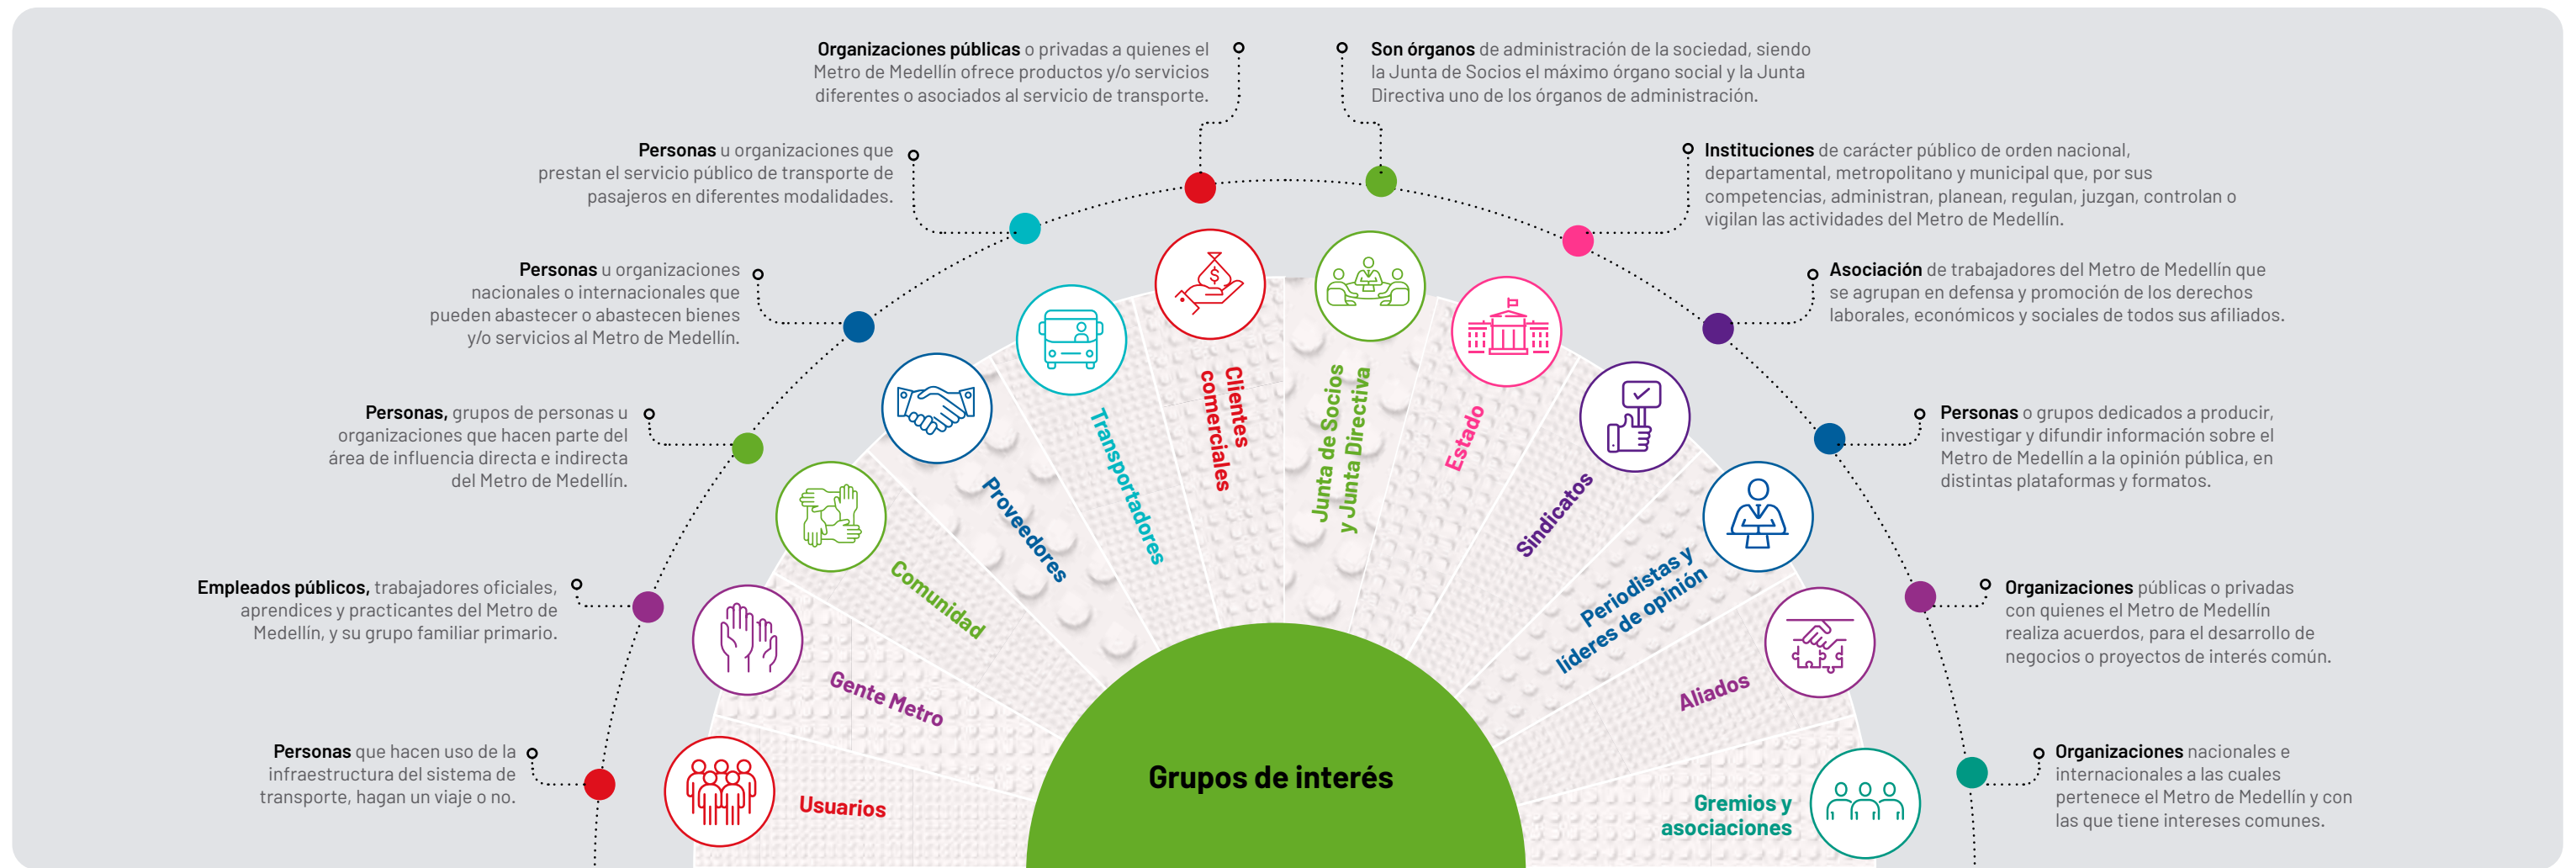 Organizaciones públicas o privadas a quienes el
Metro de Medellín ofrece productos y/o servicios
diferentes o asociados al servicio de transporte.
Son órganos de administración de la sociedad, siendo
la Junta de Socios el máximo órgano social y la Junta
Directiva uno de los órganos de administración.
Personas u organizaciones que
prestan el servicio público de transporte de
pasajeros en diferentes modalidades.
Instituciones de carácter público de orden nacional,
departamental, metropolitano y municipal que, por sus
competencias, administran, planean, regulan, juzgan, controlan o
vigilan las actividades del Metro de Medellín.
Personas u organizaciones
nacionales o internacionales que
pueden abastecer o abastecen bienes
y/o servicios al Metro de Medellín.
Asociación de trabajadores del Metro de Medellín que
se agrupan en defensa y promoción de los derechos
laborales, económicos y sociales de todos sus afiliados.
Personas, grupos de personas u
organizaciones que hacen parte del
área de influencia directa e indirecta
del Metro de Medellín.
Personas o grupos dedicados a producir,
investigar y difundir información sobre el
Metro de Medellín a la opinión pública, en
distintas plataformas y formatos.
Empleados públicos, trabajadores oficiales,
aprendices y practicantes del Metro de
Medellín, y su grupo familiar primario.
Organizaciones públicas o privadas
con quienes el Metro de Medellín
realiza acuerdos, para el desarrollo de
negocios o proyectos de interés común.
Personas que hacen uso de la
infraestructura del sistema de
transporte, hagan un viaje o no.
Organizaciones nacionales e
internacionales a las cuales
pertenece el Metro de Medellín y con
las que tiene intereses comunes.
Usuarios
Gente Metro
Comunidad
Proveedores
Transportadores
Clientes
comerciales
$
Junta de Socios
y Junta Directiva
Estado
Sindicatos
Periodistas y
líderes de opinión
Aliados
Gremios y
asociaciones
Grupos de interés